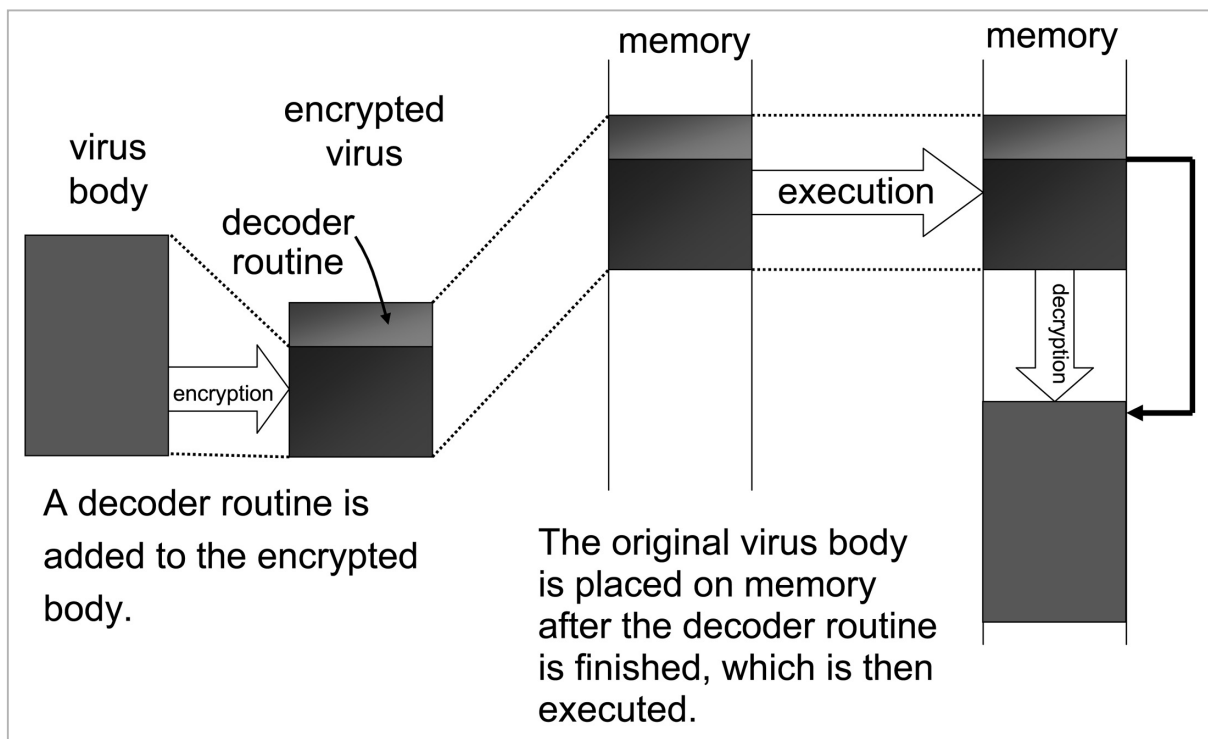 virus
body
encrypted
virus
decoder
routine
encryption
A decoder routine is
added to the encrypted
body.
memory
execution
memory
decryption
The original virus body
is placed on memory
after the decoder routine
is finished, which is then
executed.